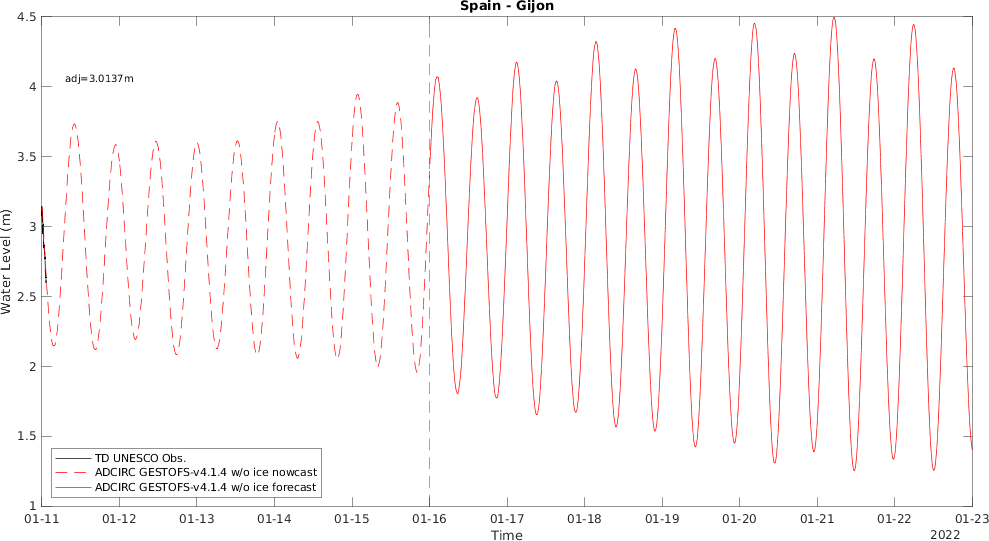 Spain - Gijon
adj=3.0137m
4.5
4
3.5
3
2.5
2
1.5
1
Water Level (m)
TD UNESCO Obs.
ADCIRC GESTOFS-v4.1.4 w/o ice nowcast
ADCIRC GESTOFS-v4.1.4 w/o ice forecast
01-11 01-12 01-13 01-14 01-15 01-16 01-17 01-18 01-19 01-20 01-21 01-22 01-23
Time
2022